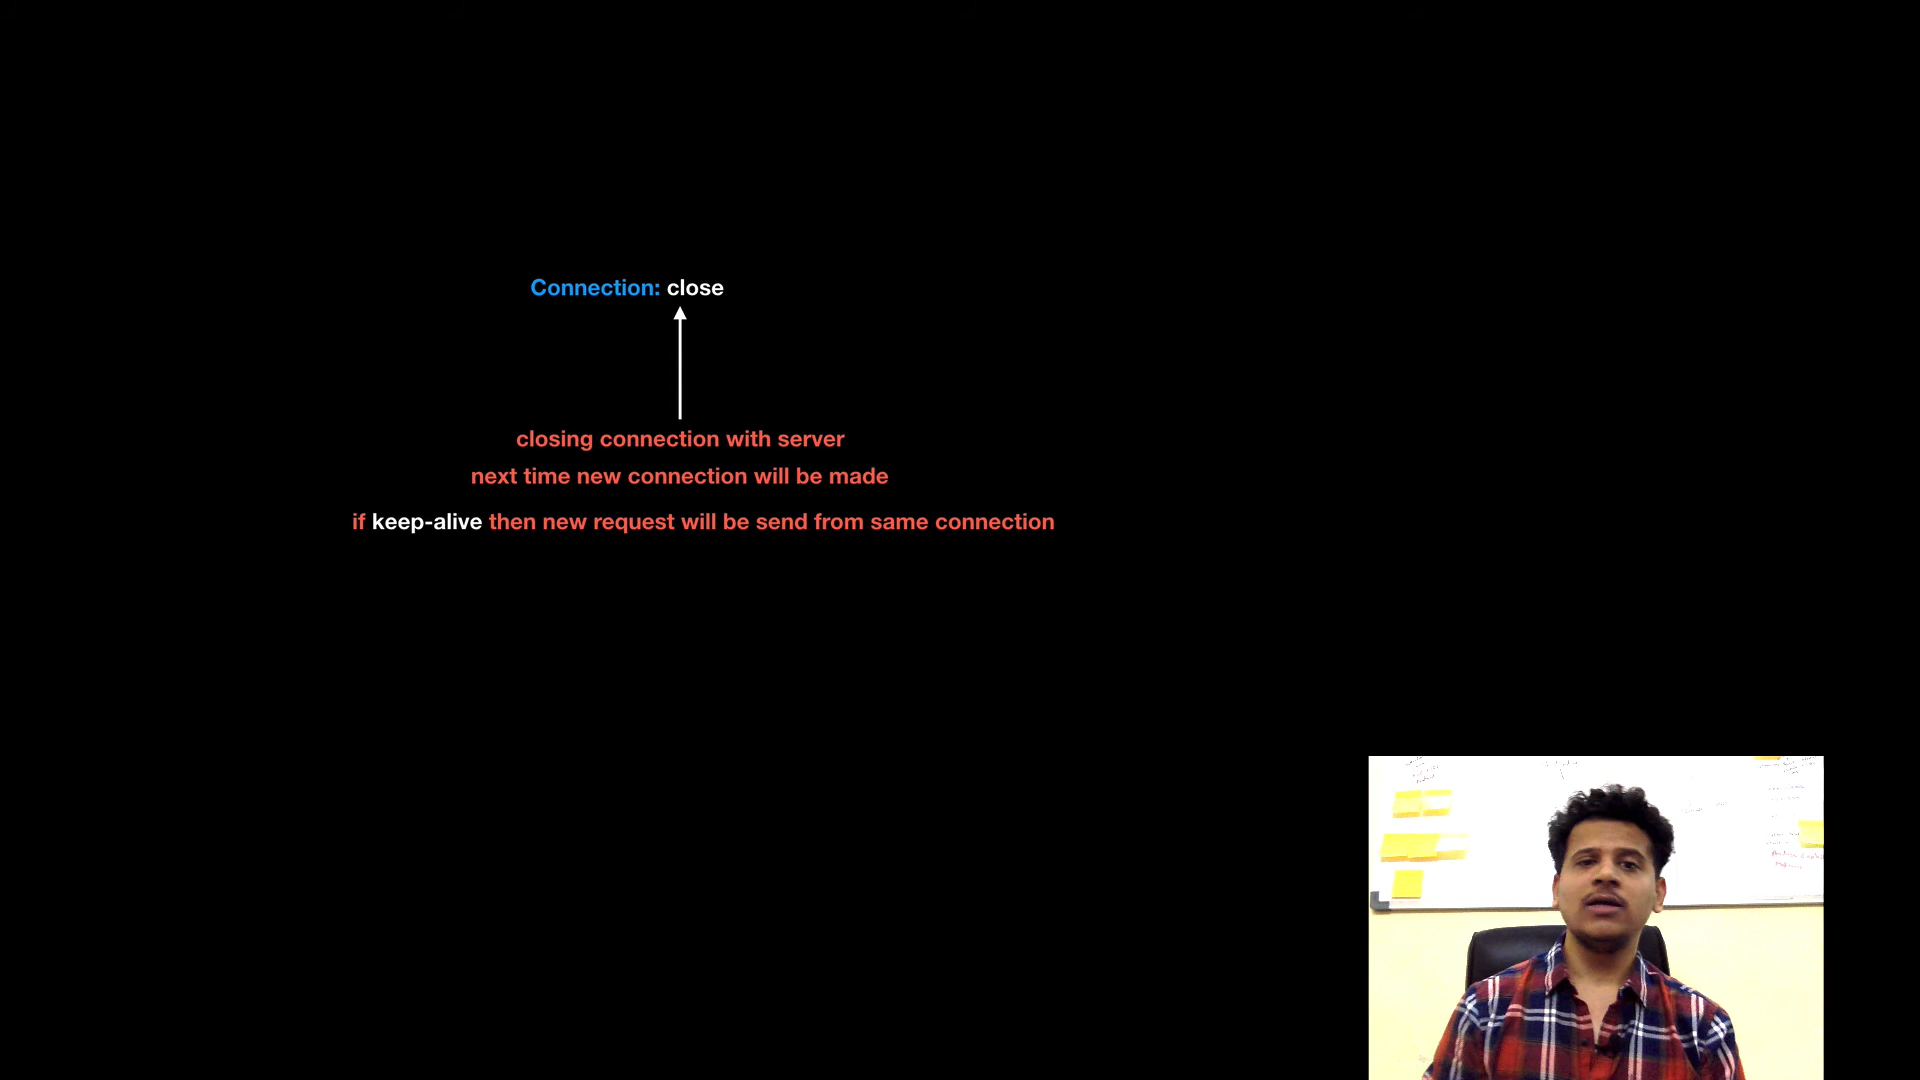 Connection: close
closing connection with server
next time new connection will be made
if keep-alive then new request will be send from same connection